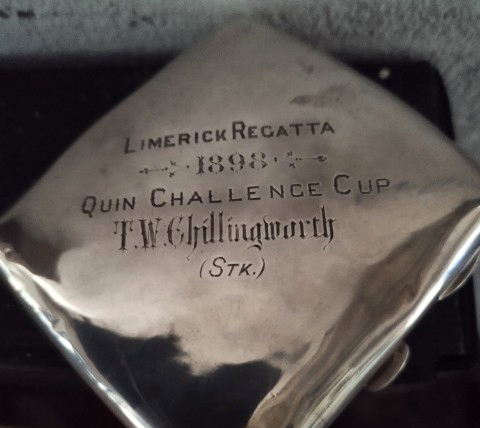 LIMERICK REGATTA
1898
QUIN CHALLENGE CUP
T.W. Chillingworth
(STK.)